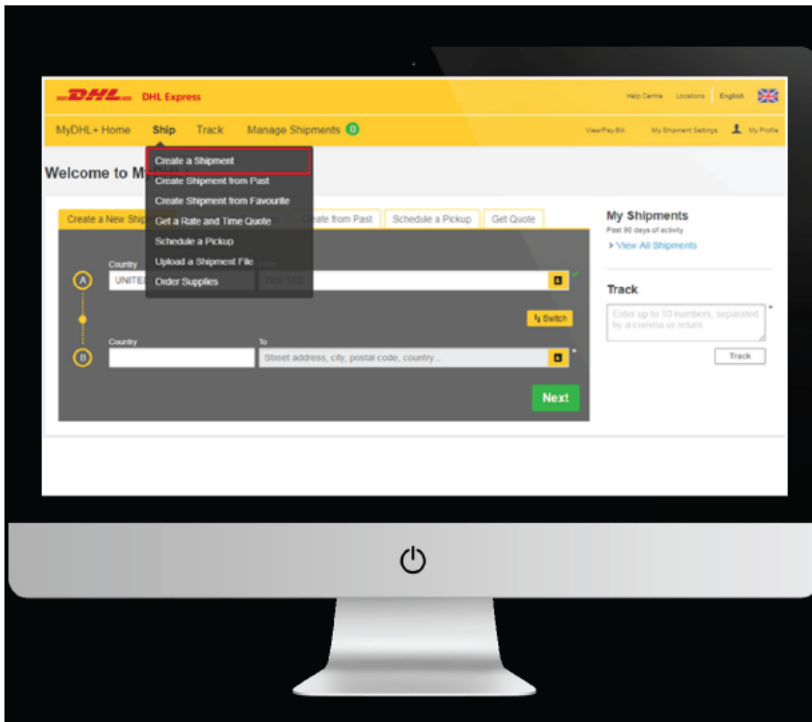 DHL DHL Express
Help Centre Locations English
MyDHL+ Home Ship Track Manage Shipments 0
View/Pay Bill My Shipment Settings My Profile
Create a Shipment
Welcome to M
Create Shipment from Past
Create Shipment from Favourite
Get a Rate and Time Quote
Schedule a Pickup
Upload a Shipment File
Order Supplies
Create a New Ship
ate from Past Schedule a Pickup Get Quote
Country
A UNITE
Switch
Country To
B Street address, city, postal code, country...
Next
My Shipments
Past 90 days of activity
> View All Shipments
Track
Enter up to 10 numbers, separated
by a comma or return
Track